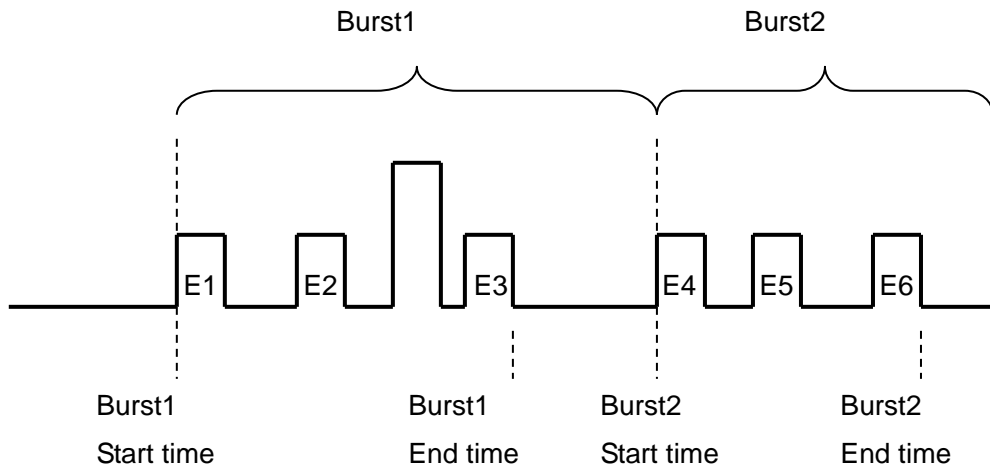 Burst1 Burst2
E1 E2 E3 E4 E5 E6
Burst1 Burst1 Burst2 Burst2
Start time End time Start time End time